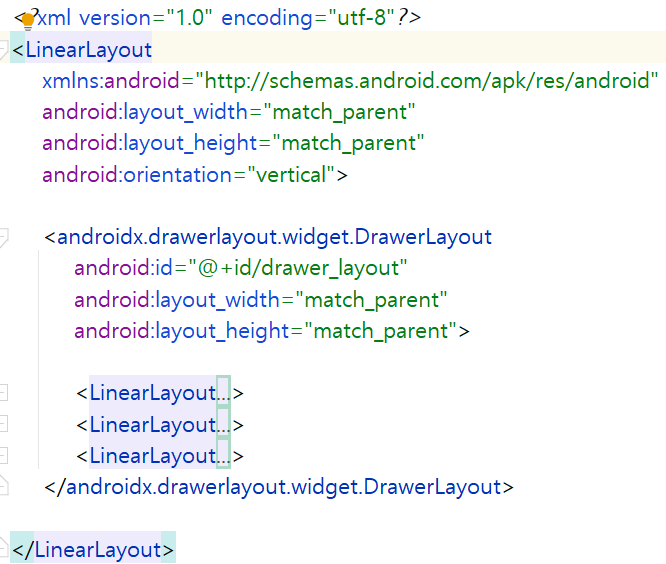 <?xml version="1.0" encoding="utf-8"?>
<LinearLayout
xmlns:android="http://schemas.android.com/apk/res/android"
android:layout_width="match_parent"
android:layout_height="match_parent"
android:orientation="vertical">
<androidx.drawerlayout.widget.DrawerLayout
android:id="@+id/drawer_layout"
android:layout_width="match_parent"
android:layout_height="match_parent">
<LinearLayout...>
<LinearLayout...>
<LinearLayout...>
</androidx.drawerlayout.widget.DrawerLayout>
</LinearLayout>